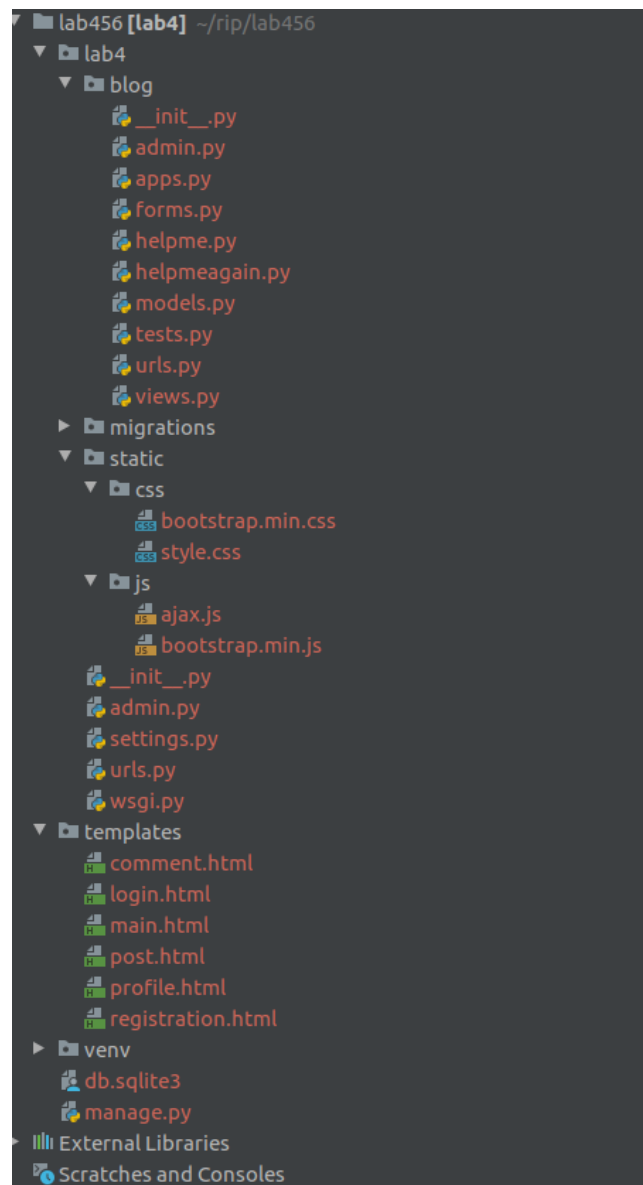 lab456 [lab4] ~/rip/lab456
lab4
blog
__init__.py
admin.py
apps.py
forms.py
helpme.py
helpmeagain.py
models.py
tests.py
urls.py
views.py
migrations
static
css
bootstrap.min.css
style.css
js
ajax.js
bootstrap.min.js
__init__.py
admin.py
settings.py
urls.py
wsgi.py
templates
comment.html
login.html
main.html
post.html
profile.html
registration.html
venv
db.sqlite3
manage.py
External Libraries
Scratches and Consoles